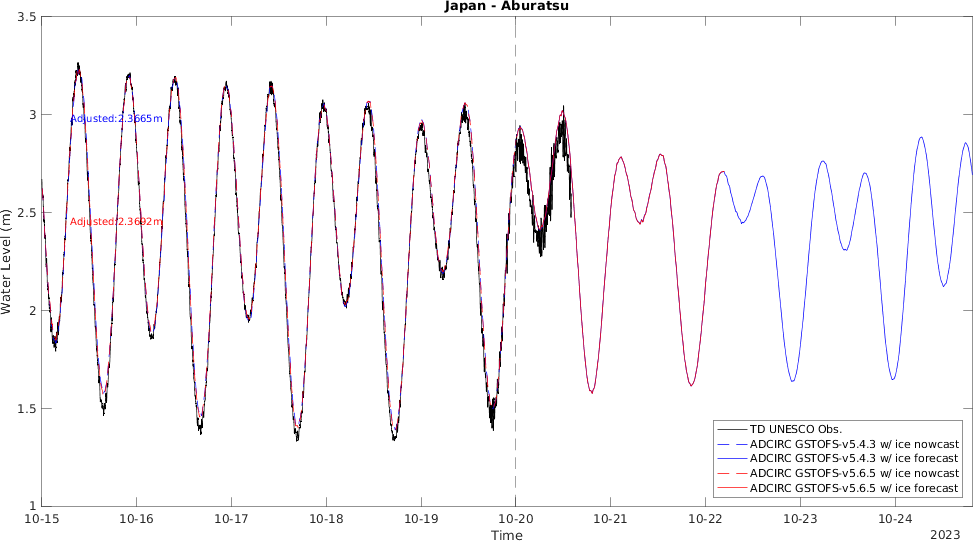 Japan - Aburatsu
3.5
3
2.5
2
1.5
1
Water Level (m)
Adjusted:2.3665m
Adjusted:2.3692m
TD UNESCO Obs.
ADCIRC GSTOFS-v5.4.3 w/ ice nowcast
ADCIRC GSTOFS-v5.4.3 w/ ice forecast
ADCIRC GSTOFS-v5.6.5 w/ ice nowcast
ADCIRC GSTOFS-v5.6.5 w/ ice forecast
10-15 10-16 10-17 10-18 10-19 10-20 10-21 10-22 10-23 10-24
Time
2023